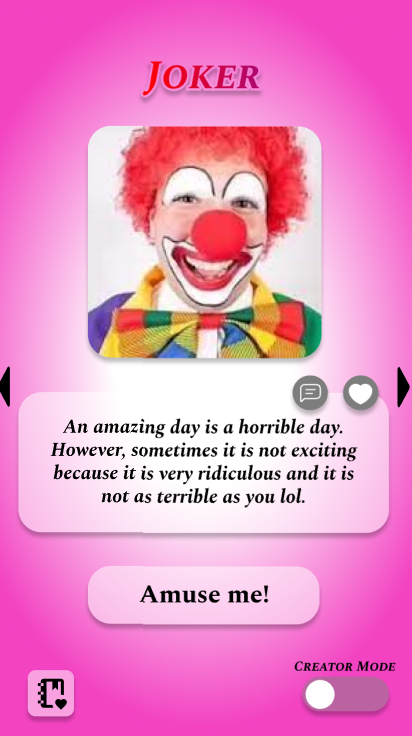 JOKER
An amazing day is a horrible day.
However, sometimes it is not exciting
because it is very ridiculous and it is
not as terrible as you lol.
Amuse me!
CREATOR MODE